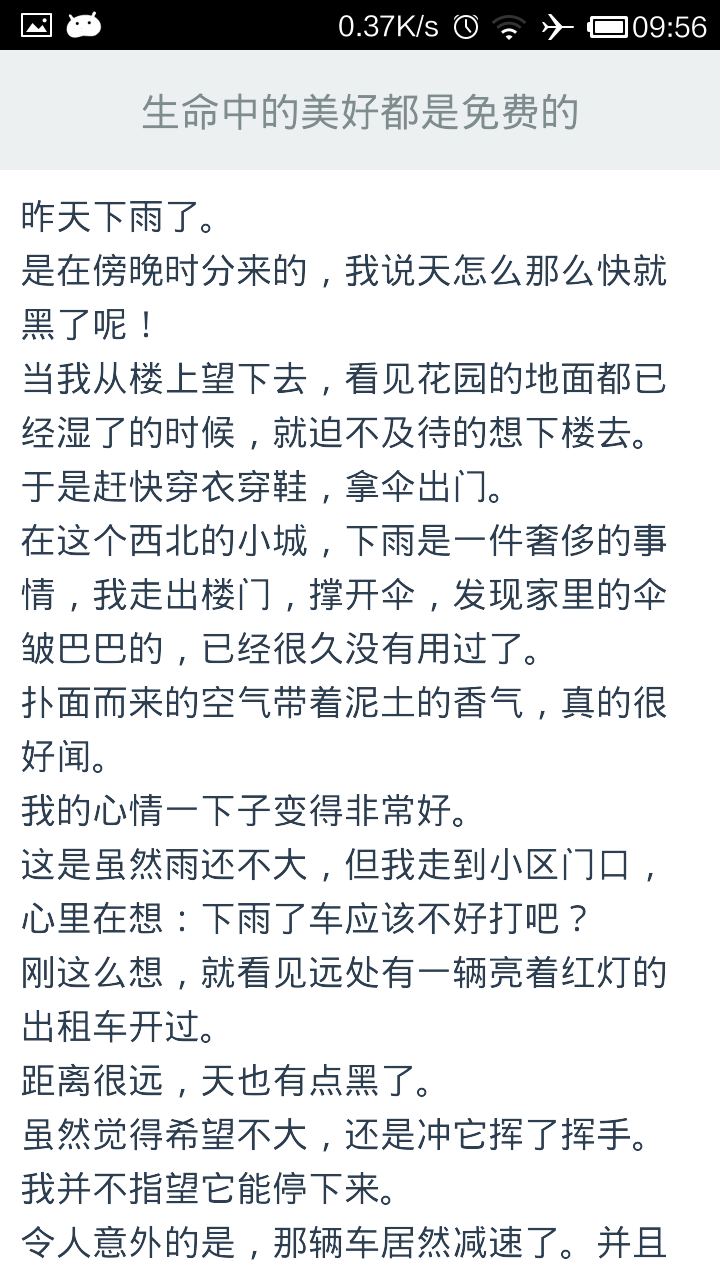 0.37K/s 09:56
生命中的美好都是免费的
昨天下雨了。
是在傍晚时分来的，我说天怎么那么快就
黑了呢！
当我从楼上望下去，看见花园的地面都已
经湿了的时候，就迫不及待的想下楼去。
于是赶快穿衣穿鞋，拿伞出门。
在这个西北的小城，下雨是一件奢侈的事
情，我走出楼门，撑开伞，发现家里的伞
皱巴巴的，已经很久没有用过了。
扑面而来的空气带着泥土的香气，真的很
好闻。
我的心情一下子变得非常好。
这是虽然雨还不大，但我走到小区门口，
心里在想：下雨了车应该不好打吧？
刚这么想，就看见远处有一辆亮着红灯的
出租车开过。
距离很远，天也有点黑了。
虽然觉得希望不大，还是冲它挥了挥手。
我并不指望它能停下来。
令人意外的是，那辆车居然减速了。并且